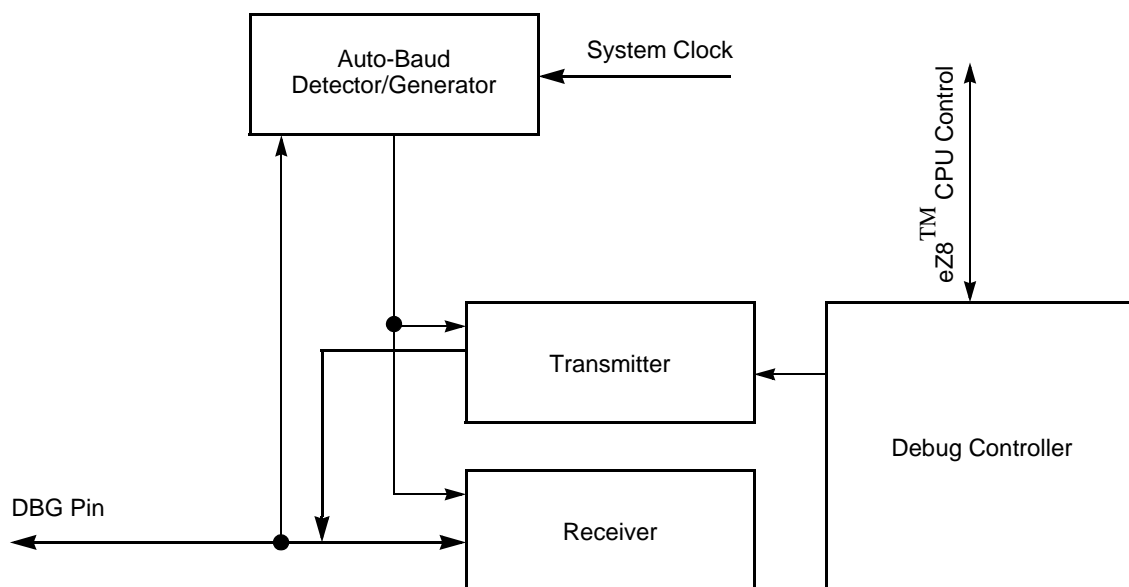 Auto-Baud
Detector/Generator
System Clock
eZ8™ CPU Control
Transmitter
Debug Controller
DBG Pin
Receiver